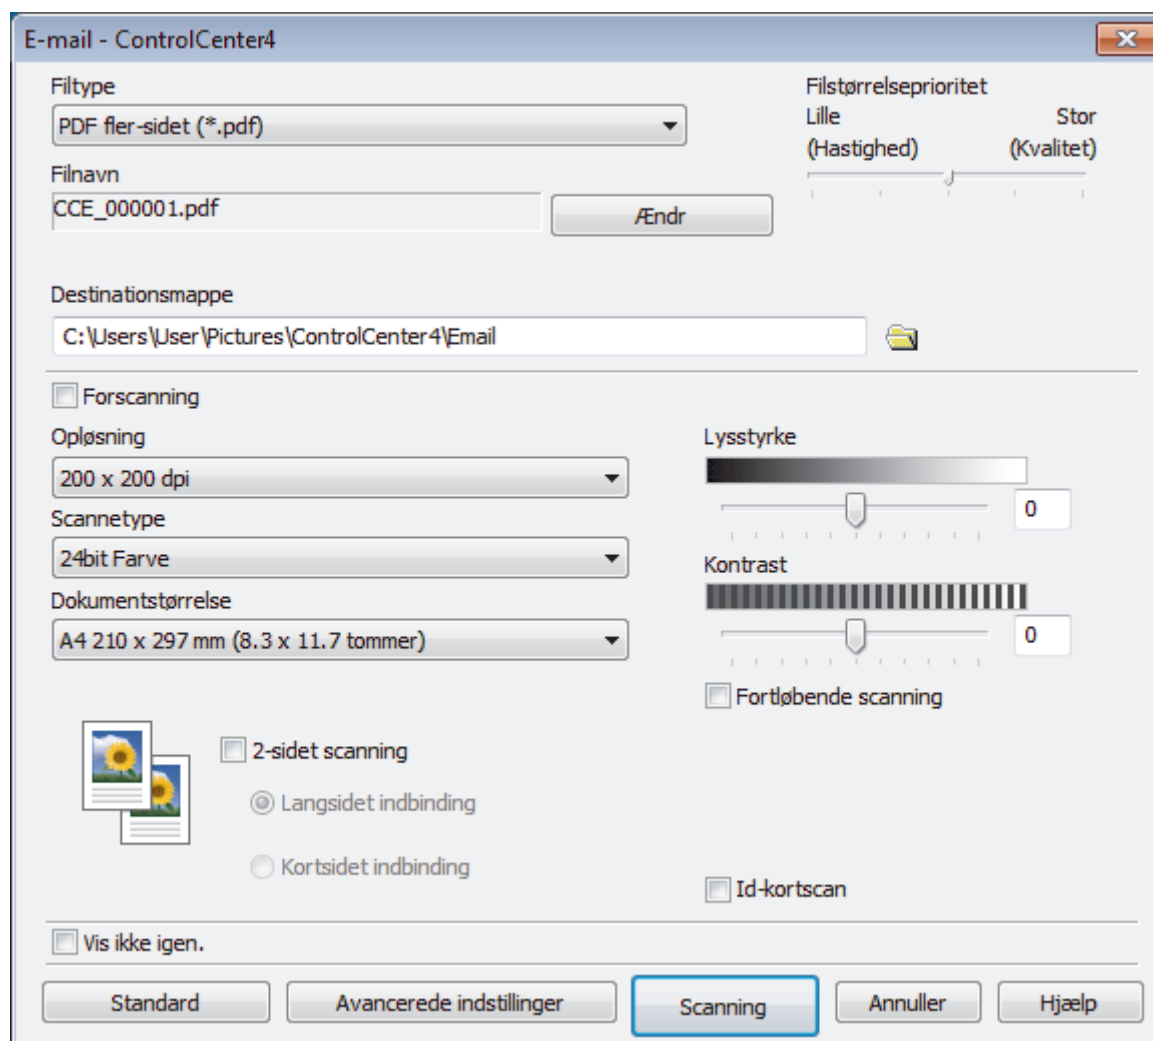 E-mail - ControlCenter4
Filtype
PDF fler-sidet (*.pdf)
Filstørrelseprioritet
Lille Stor
(Hastighed) (Kvalitet)
Filnavn
CCE_000001.pdf
Ændr
Destinationsmappe
C:\Users\User\Pictures\ControlCenter4\Email
Forscanning
Opløsning
200 x 200 dpi
Scannetype
24bit Farve
Dokumentstørrelse
A4 210 x 297 mm (8.3 x 11.7 tommer)
Lysstyrke
0
Kontrast
0
Fortløbende scanning
2-sidet scanning
Langsidet indbinding
Kortsidet indbinding
Id-kortscan
Vis ikke igen.
Standard Avancerede indstillinger Scanning Annuller Hjælp